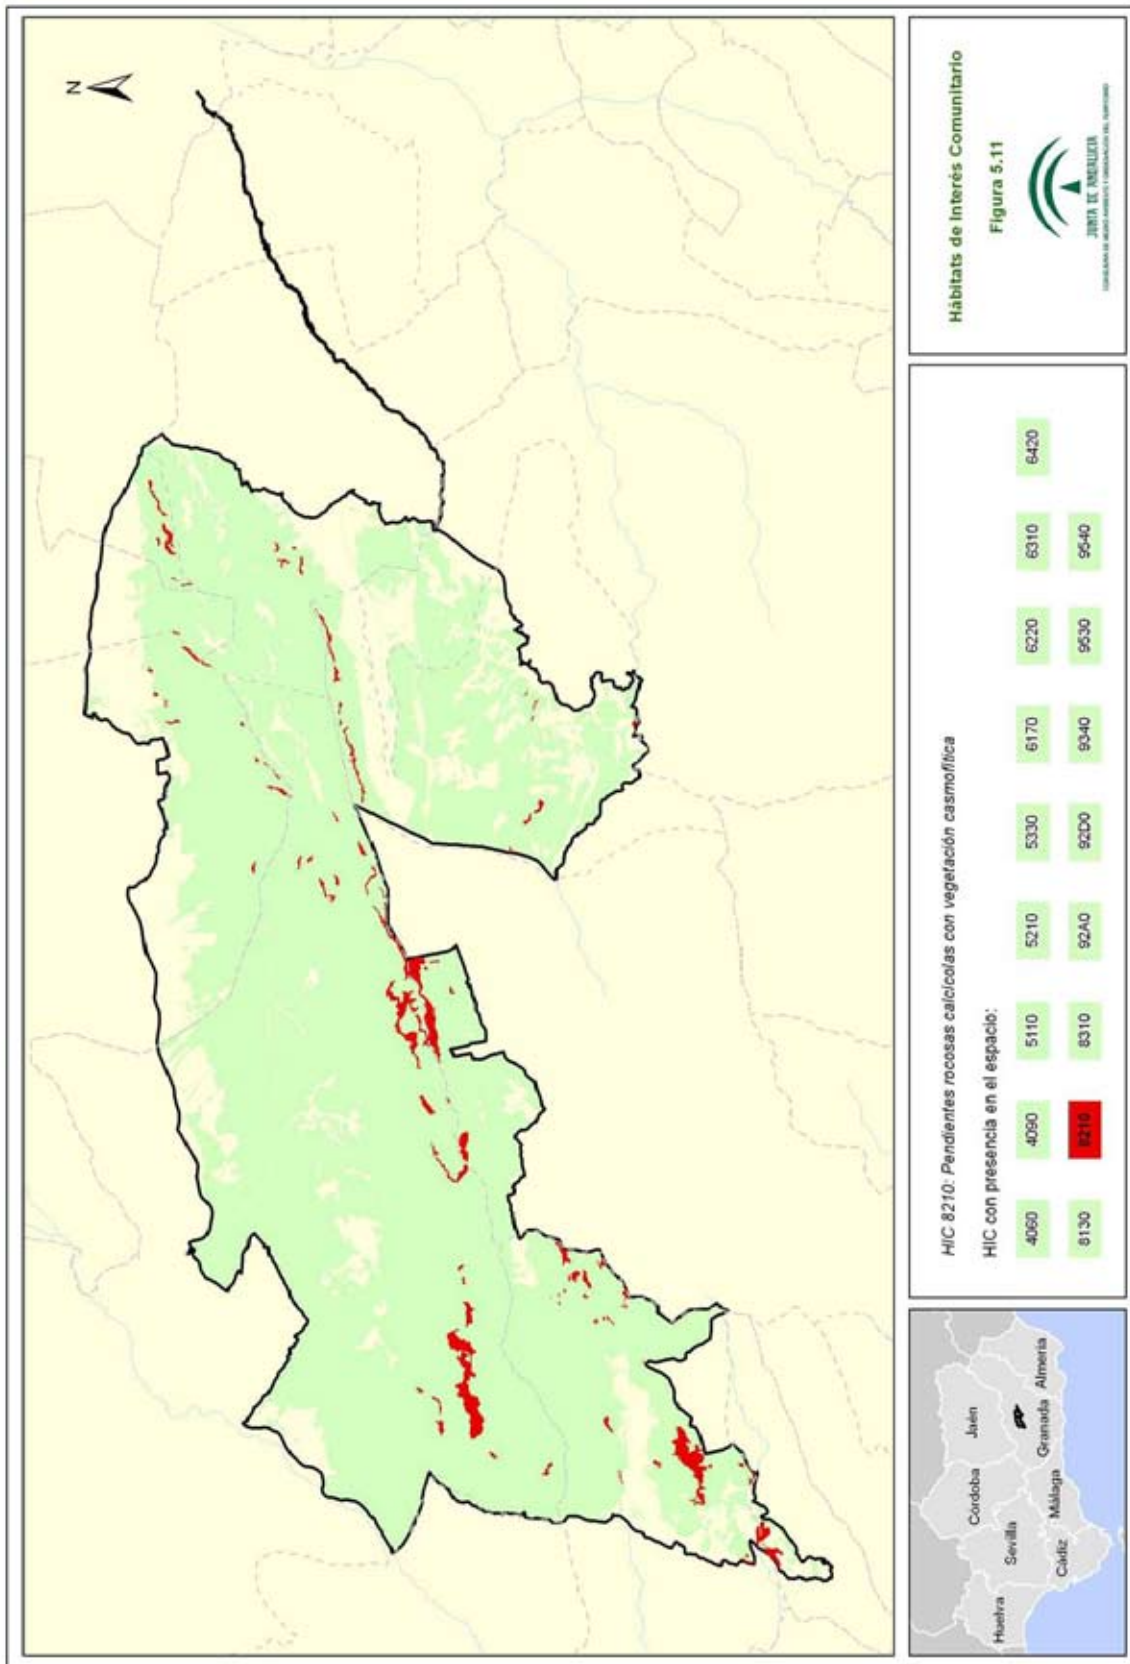 N
Huelva
Sevilla
Córdoba
Jaén
Cádiz
Málaga
Granada
Almería
HIC 8210: Pendientes rocosas calcícolas con vegetación casmofítica
HIC con presencia en el espacio:
4060 4090 5110 5210 5330 6170 6220 6310 6420
8130 8210 8310 92A0 92D0 9340 9530 9540
Hábitats de Interés Comunitario
Figura 5.11
JUNTA DE ANDALUCIA